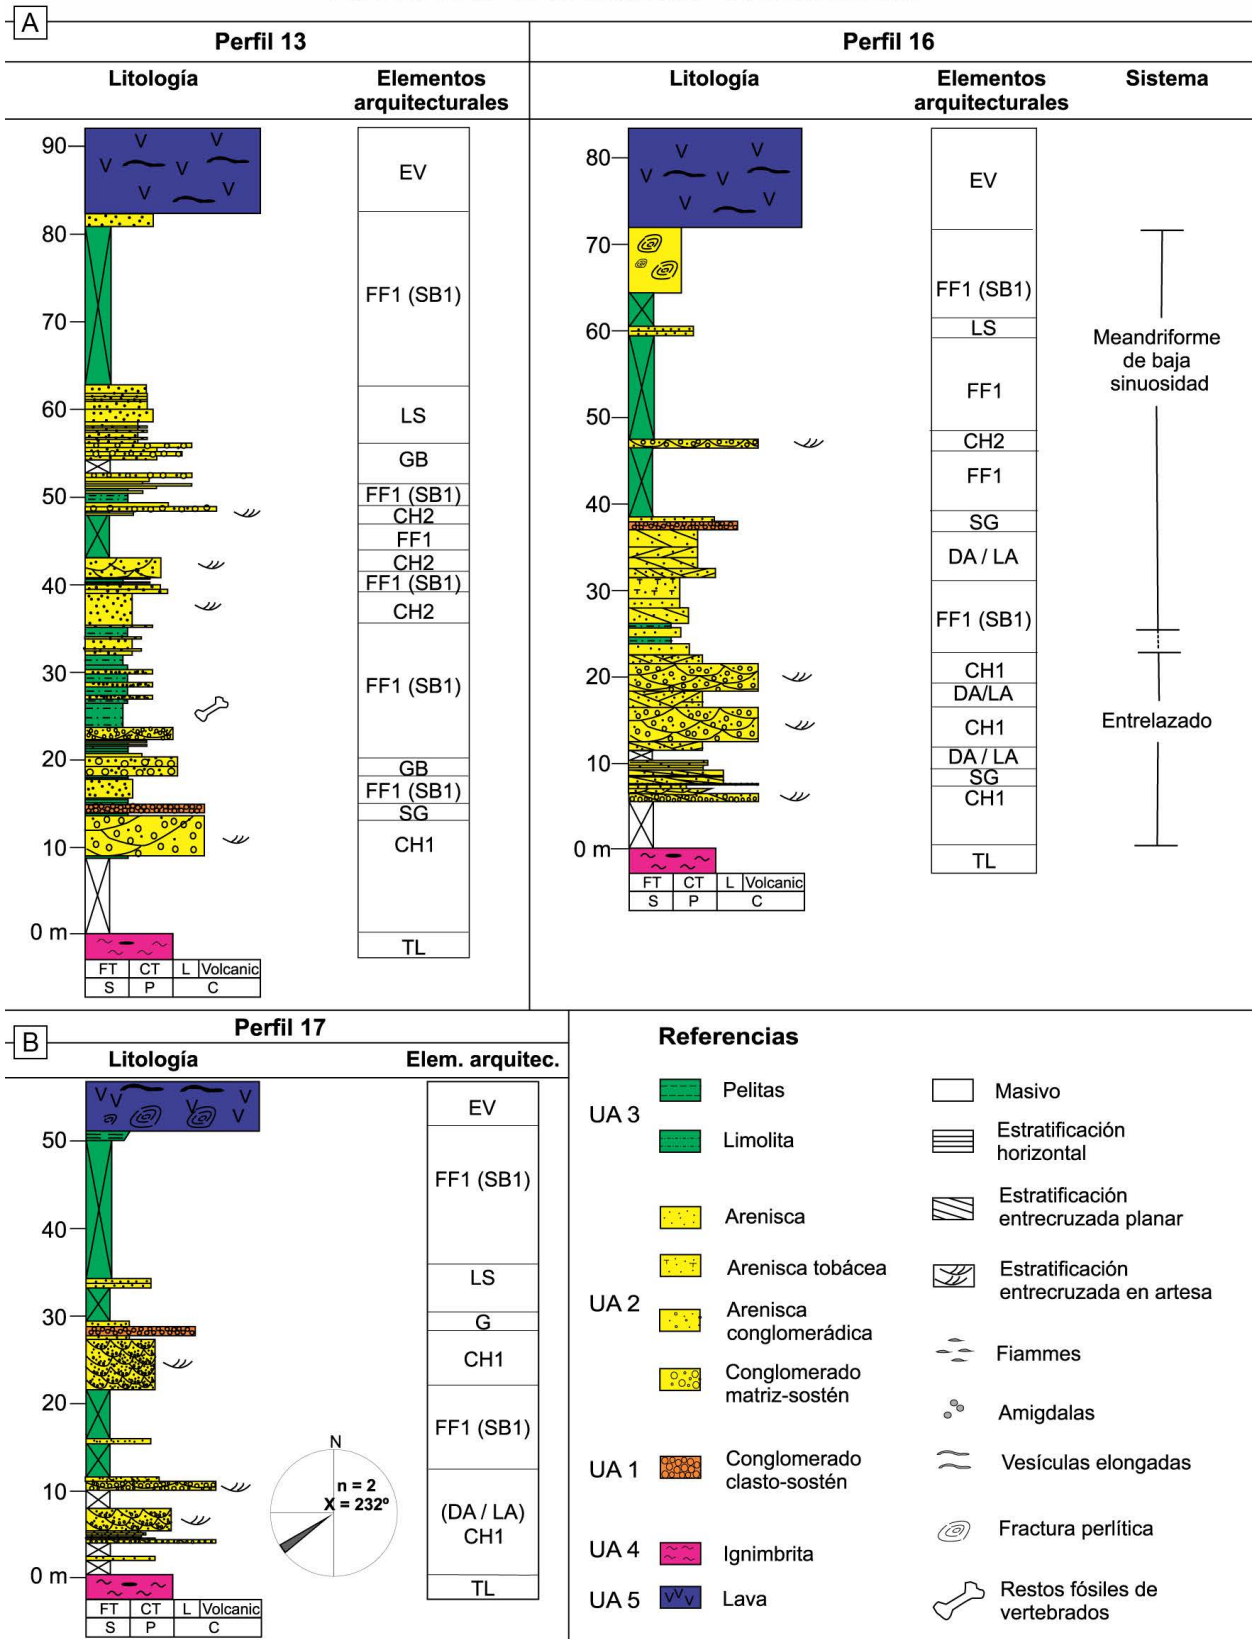 A
Perfil 13
Litología
Elementos
arquitecturales
90
80
70
60
50
40
30
20
10
0 m
EV
FF1 (SB1)
LS
GB
FF1 (SB1)
CH2
FF1
CH2
FF1 (SB1)
CH2
FF1 (SB1)
GB
FF1 (SB1)
SG
CH1
TL
FT CT L Volcanic
S P C
Perfil 16
Litología
Elementos
arquitecturales
Sistema
80
70
60
50
40
30
20
10
0 m
EV
FF1 (SB1)
LS
FF1
CH2
FF1
SG
DA / LA
FF1 (SB1)
CH1
DA/LA
CH1
DA / LA
SG
CH1
TL
Meandriforme
de baja
sinuosidad
Entrelazado
FT CT L Volcanic
S P C
B
Perfil 17
Litología
Elem. arquitec.
50
40
30
20
10
0 m
EV
FF1 (SB1)
LS
G
CH1
FF1 (SB1)
(DA / LA)
CH1
TL
N
n = 2
X = 232º
FT CT L Volcanic
S P C
Referencias
UA 3
Pelitas
Limolita
UA 2
Arenisca
Arenisca tobácea
Arenisca
conglomerádica
Conglomerado
matriz-sostén
UA 1
Conglomerado
clasto-sostén
UA 4
Ignimbrita
UA 5
Lava
Masivo
Estratificación
horizontal
Estratificación
entrecruzada planar
Estratificación
entrecruzada en artesa
Fiammes
Amigdalas
Vesículas elongadas
Fractura perlítica
Restos fósiles de
vertebrados